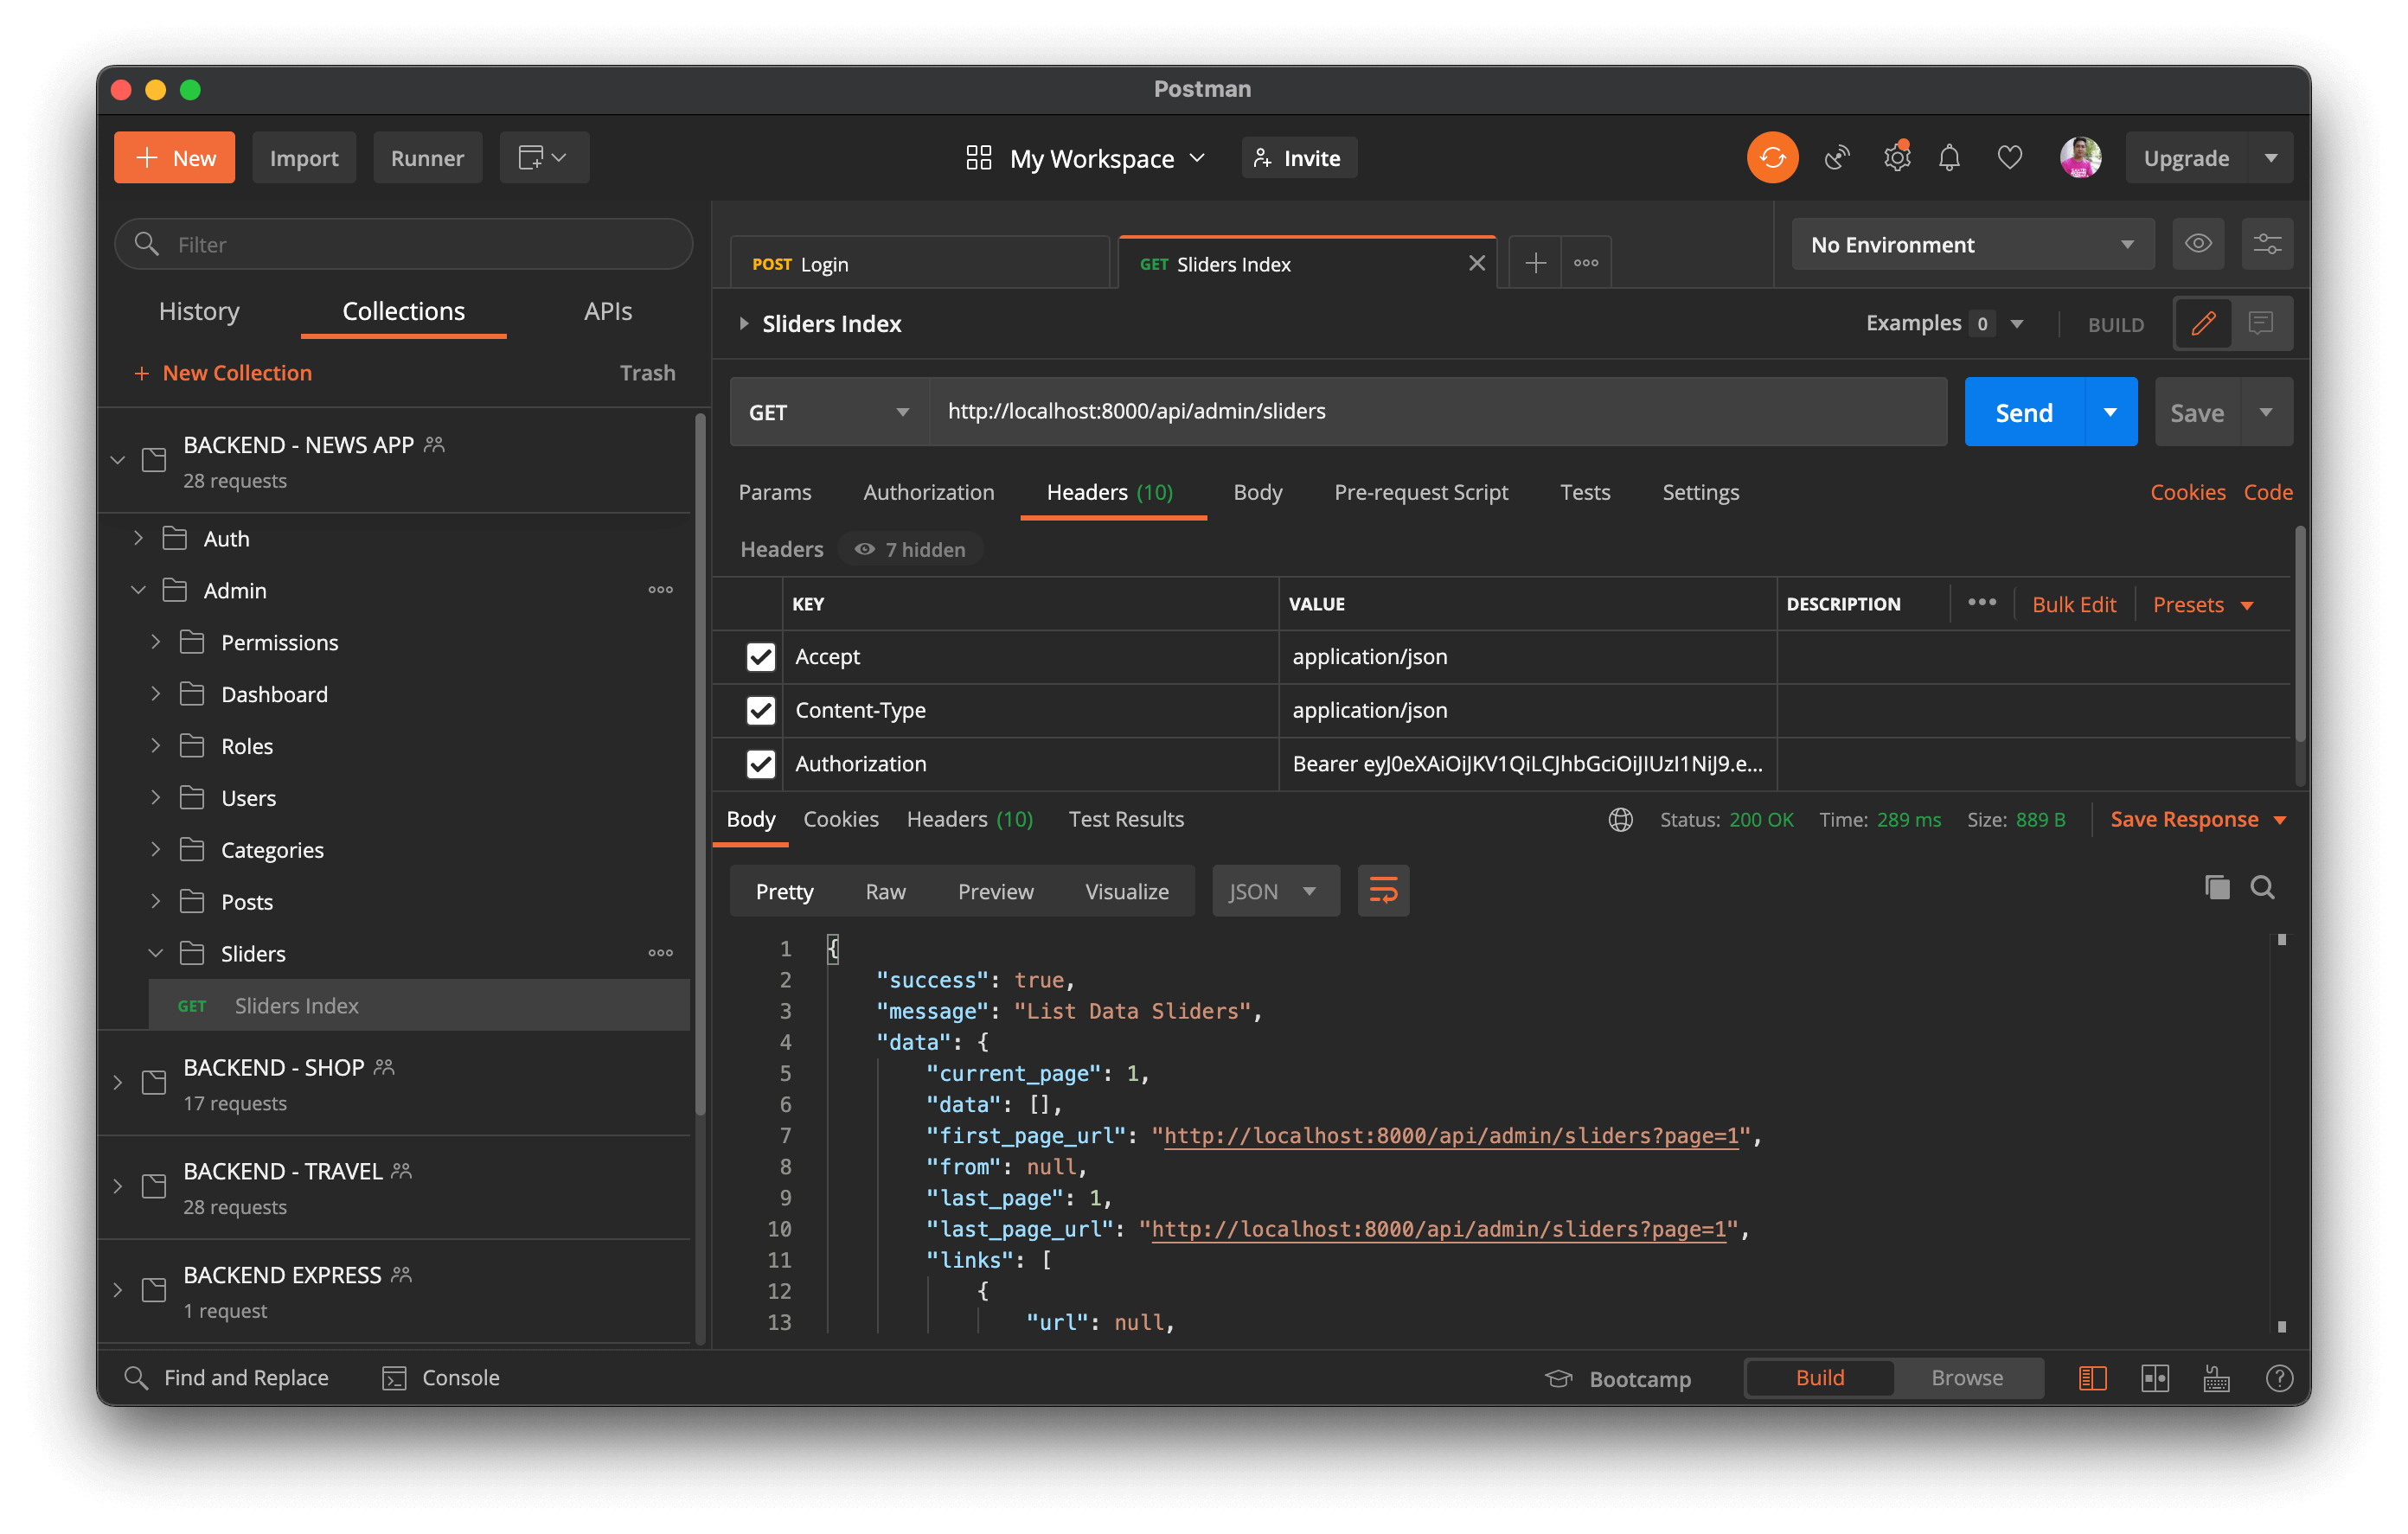 Postman
New
Import
Runner
My Workspace
Invite
Upgrade
Filter
History
Collections
APIs
New Collection
Trash
BACKEND - NEWS APP
28 requests
Auth
Admin
Permissions
Dashboard
Roles
Users
Categories
Posts
Sliders
GET Sliders Index
BACKEND - SHOP
17 requests
BACKEND - TRAVEL
28 requests
BACKEND EXPRESS
1 request
POST Login
GET Sliders Index
No Environment
Sliders Index
Examples 0
BUILD
GET
http://localhost:8000/api/admin/sliders
Send
Save
Params
Authorization
Headers (10)
Body
Pre-request Script
Tests
Settings
Cookies
Code
Headers
7 hidden
KEY
VALUE
DESCRIPTION
Bulk Edit
Presets
Accept
application/json
Content-Type
application/json
Authorization
Bearer eyJ0eXAiOiJKV1QiLCJhbGciOiJIUzI1NiJ9.e...
Body
Cookies
Headers (10)
Test Results
Status: 200 OK
Time: 289 ms
Size: 889 B
Save Response
Pretty
Raw
Preview
Visualize
JSON
1 {
2 "success": true,
3 "message": "List Data Sliders",
4 "data": {
5 "current_page": 1,
6 "data": [],
7 "first_page_url": "http://localhost:8000/api/admin/sliders?page=1",
8 "from": null,
9 "last_page": 1,
10 "last_page_url": "http://localhost:8000/api/admin/sliders?page=1",
11 "links": [
12 {
13 "url": null,
Find and Replace
Console
Bootcamp
Build
Browse